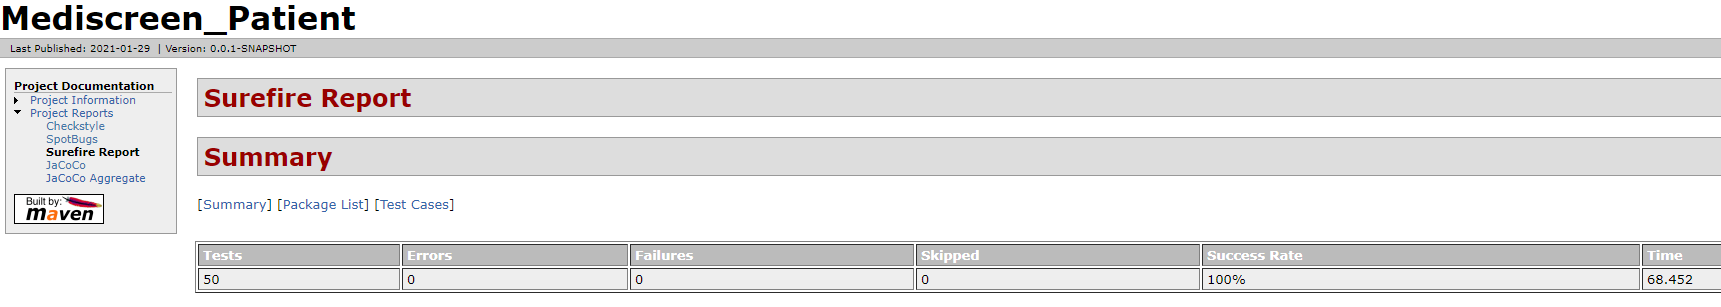 Mediscreen_Patient
Last Published: 2021-01-29 | Version: 0.0.1-SNAPSHOT
Project Documentation
Project Information
Project Reports
Checkstyle
SpotBugs
Surefire Report
JaCoCo
JaCoCo Aggregate
Built by:
maven
Surefire Report
Summary
[Summary] [Package List] [Test Cases]
Tests Errors Failures Skipped Success Rate Time
50 0 0 0 100% 68.452